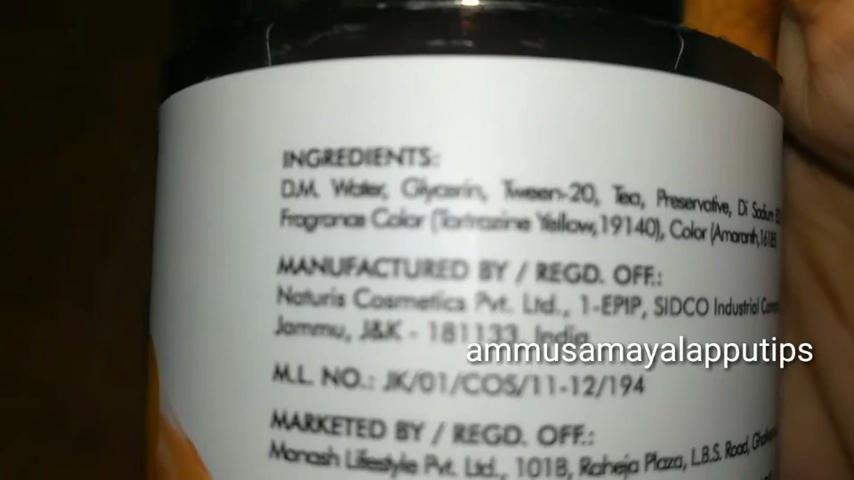 INGREDIENTS:
D.M. Water, Glycerin, Tween-20, Tea, Preservative, Di Sodium
Fragrance Color (Tartrazine Yellow,19140), Color (Amaranth,16185
MANUFACTURED BY / REGD. OFF.:
Naturis Cosmetics Pvt. Ltd., 1-EPIP, SIDCO Industrial
Jammu, J&K - 181133, India
ammusamayalapputips
M.L. NO.: JK/01/COS/11-12/194
MARKETED BY / REGD. OFF.:
Manash Lifestyle Pvt. Ltd., 101B, Raheja Plaza, L.B.S. Road,